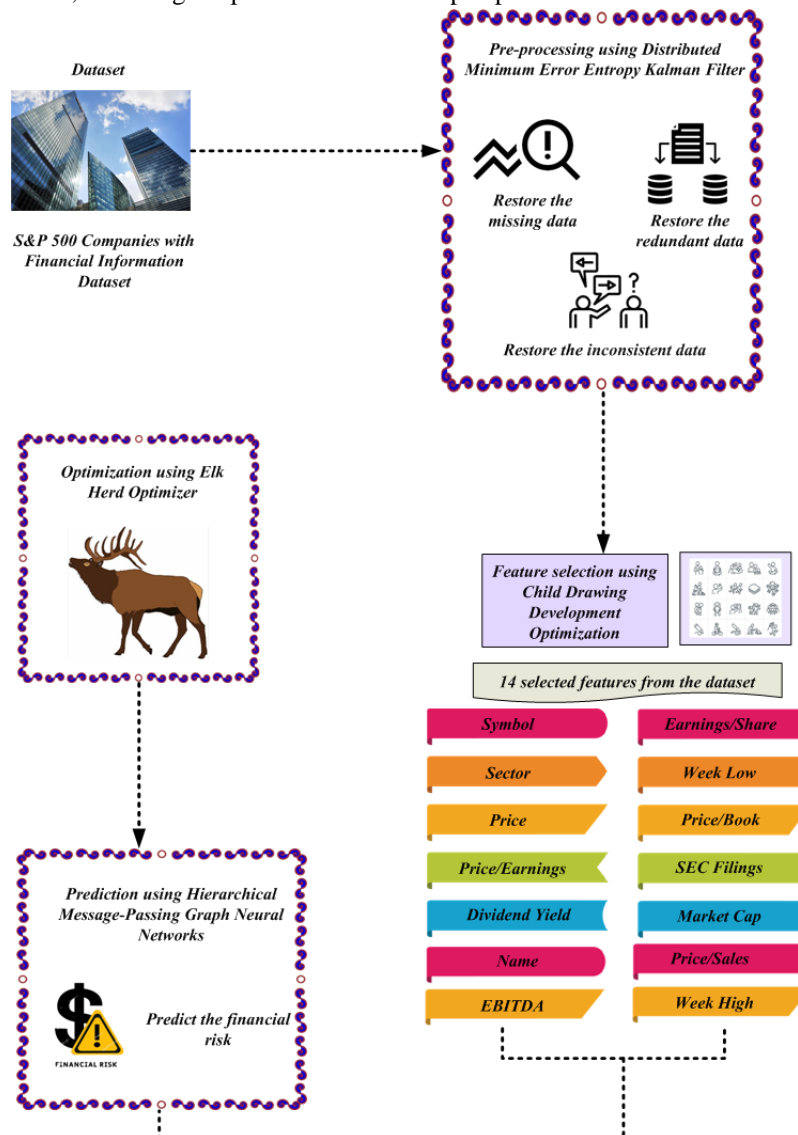 Dataset
S&P 500 Companies with
Financial Information
Dataset
Pre-processing using Distributed
Minimum Error Entropy Kalman Filter
Restore the
missing data
Restore the
redundant data
Restore the inconsistent data
Optimization using Elk
Herd Optimizer
Feature selection using
Child Drawing
Development
Optimization
14 selected features from the dataset
Symbol
Earnings/Share
Sector
Week Low
Price
Price/Book
Price/Earnings
SEC Filings
Dividend Yield
Market Cap
Name
Price/Sales
EBITDA
Week High
Prediction using Hierarchical
Message-Passing Graph Neural
Networks
Predict the financial
risk
FINANCIAL RISK